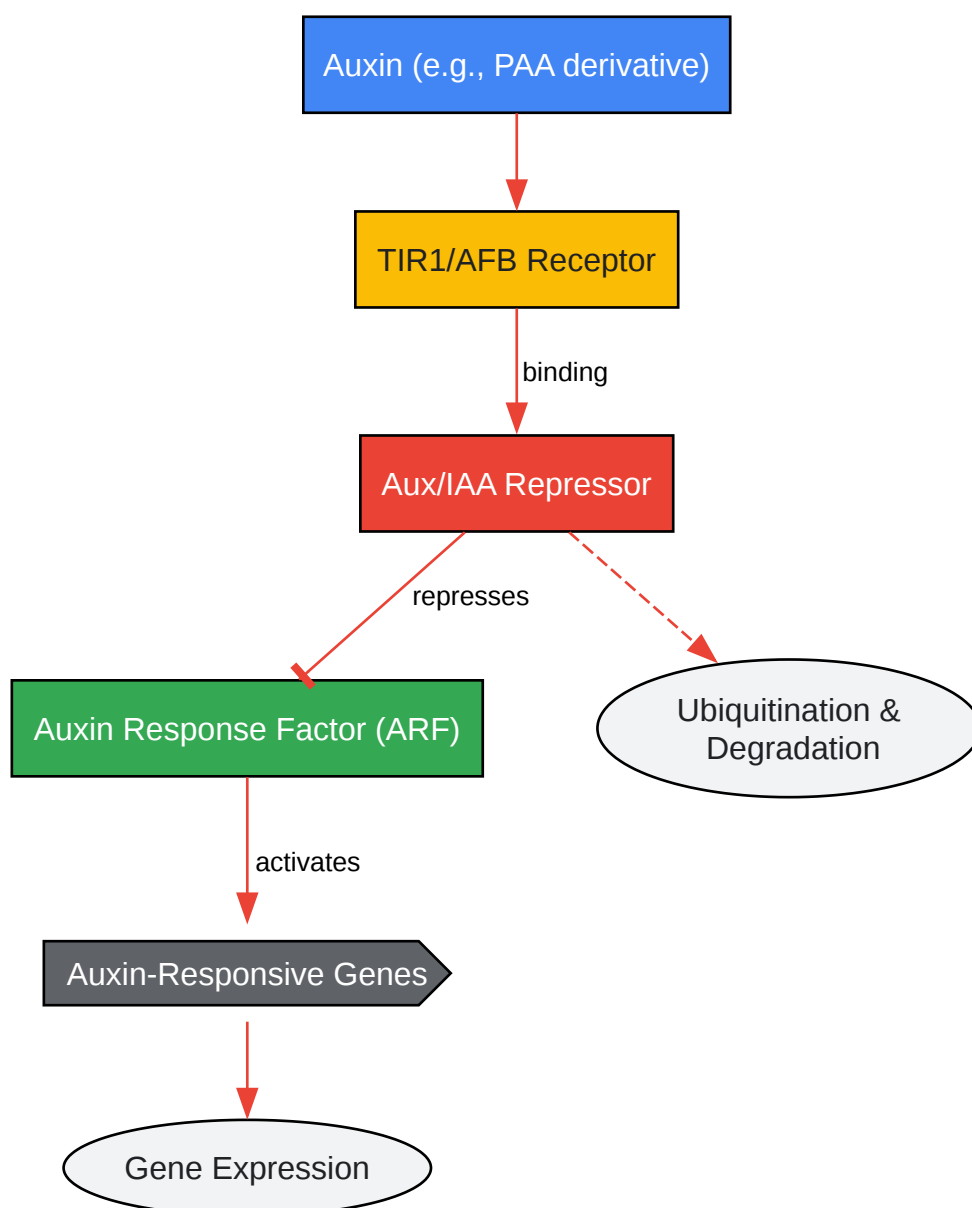 Auxin (e.g., PAA derivative)
TIR1/AFB Receptor
binding
Aux/IAA Repressor
represses
Auxin Response Factor (ARF)
Ubiquitination &
Degradation
activates
Auxin-Responsive Genes
Gene Expression